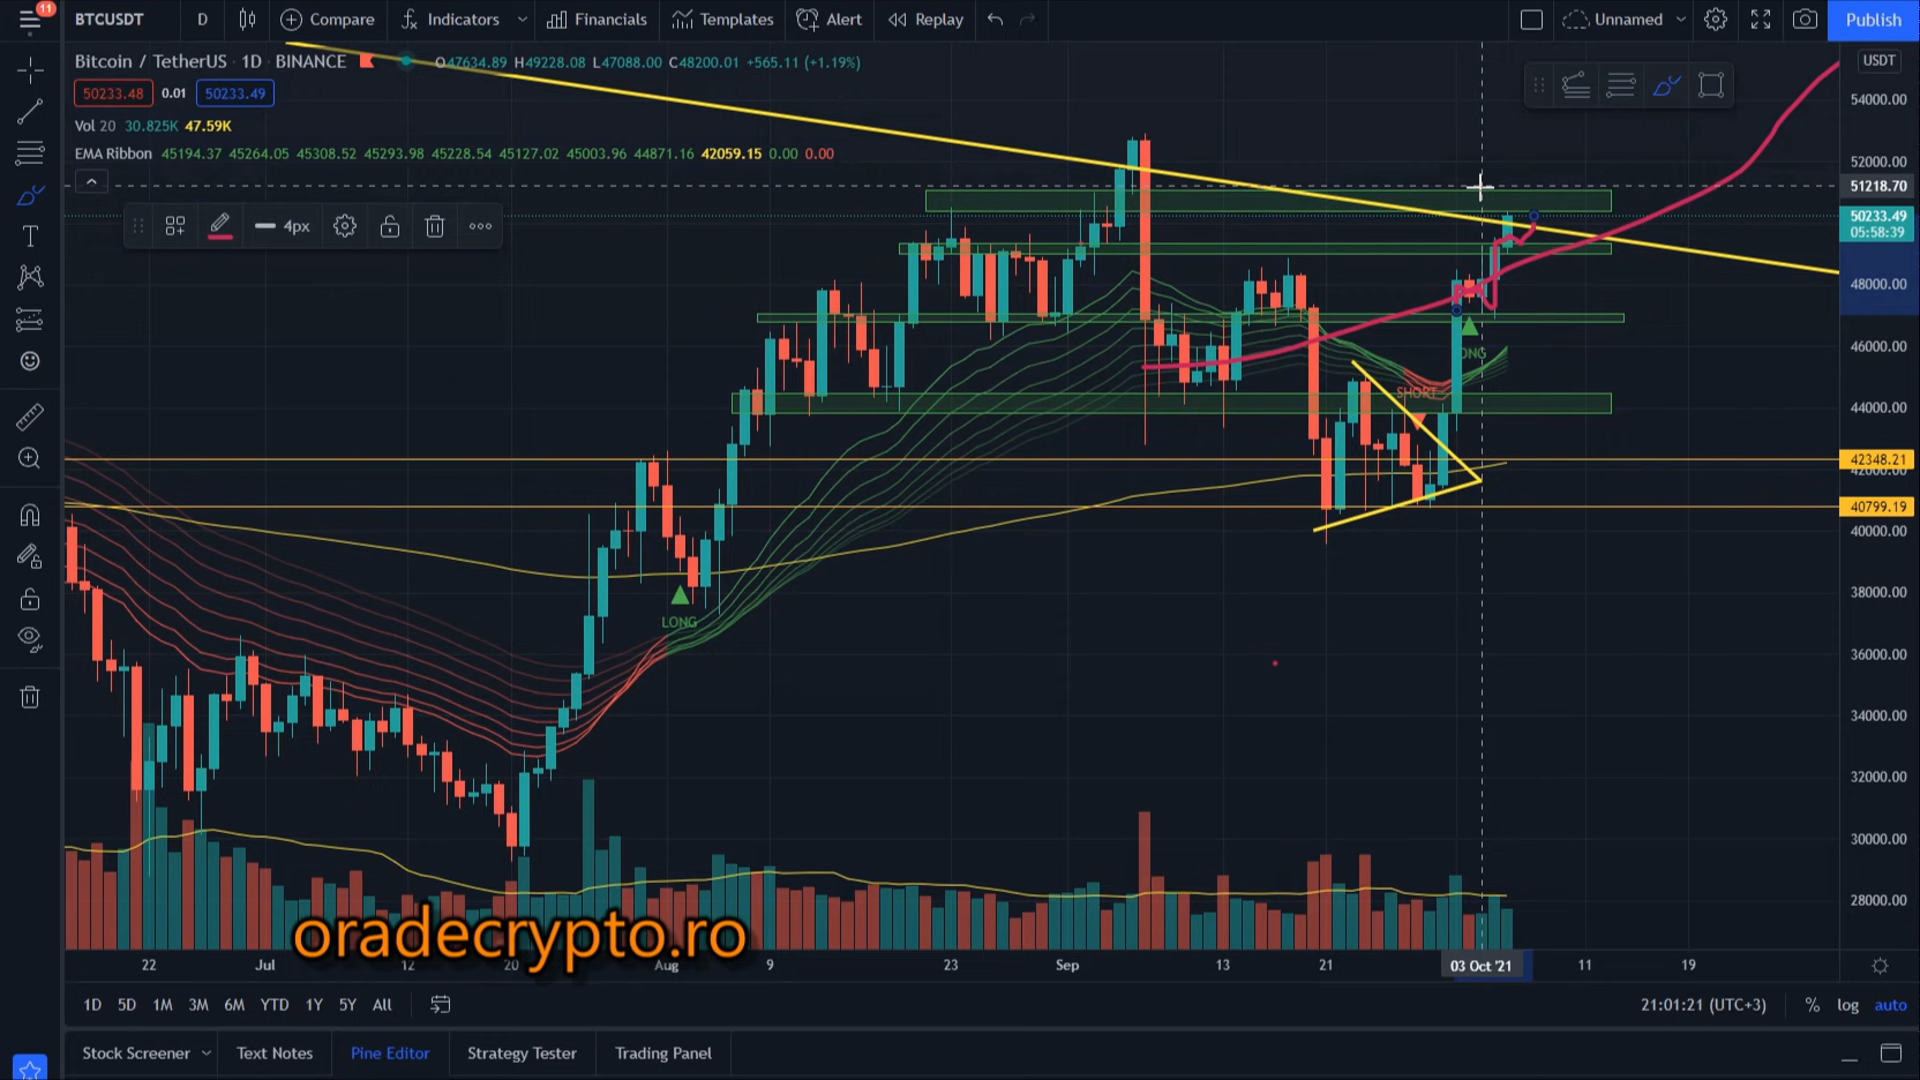 11
BTCUSDT D Compare Indicators Financials Templates Alert Replay Unnamed Publish
Bitcoin / TetherUS · 1D · BINANCE O47634.89 H49228.08 L47088.00 C48200.01 +565.11 (+1.19%)
USDT
50233.48 0.01 50233.49
Vol 20 30.825K 47.59K
EMA Ribbon 45194.37 45264.05 45308.52 45293.98 45228.54 45127.02 45003.96 44871.16 42059.15 0.00 0.00
4px
54000.00
52000.00
51218.70
50233.49
05:58:39
48000.00
46000.00
44000.00
42348.21
42000.00
40799.19
40000.00
38000.00
36000.00
34000.00
32000.00
30000.00
28000.00
ONG
SHORT
LONG
oradecrypto.ro
22 Jul 12 20 Aug 9 23 Sep 13 21 03 Oct '21 11 19
1D 5D 1M 3M 6M YTD 1Y 5Y All 21:01:21 (UTC+3) % log auto
Stock Screener Text Notes Pine Editor Strategy Tester Trading Panel